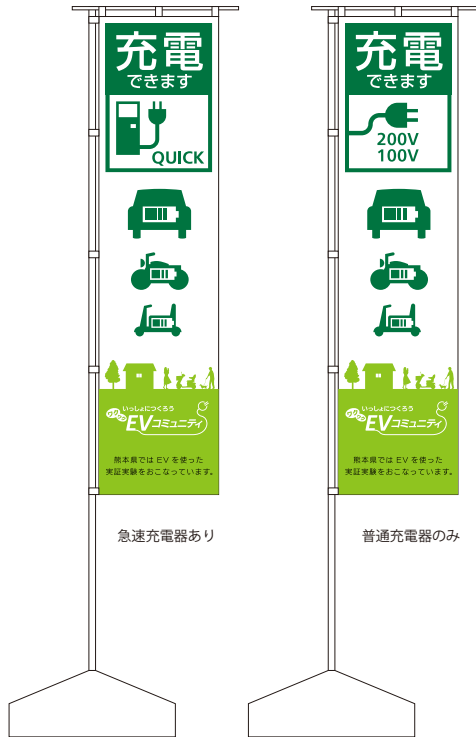 充電
できます
QUICK
いっしょにつくろう
EVコミュニティ
熊本県では EV を使った
実証実験をおこなっています。
急速充電器あり
充電
できます
200V
100V
いっしょにつくろう
EVコミュニティ
熊本県では EV を使った
実証実験をおこなっています。
普通充電器のみ